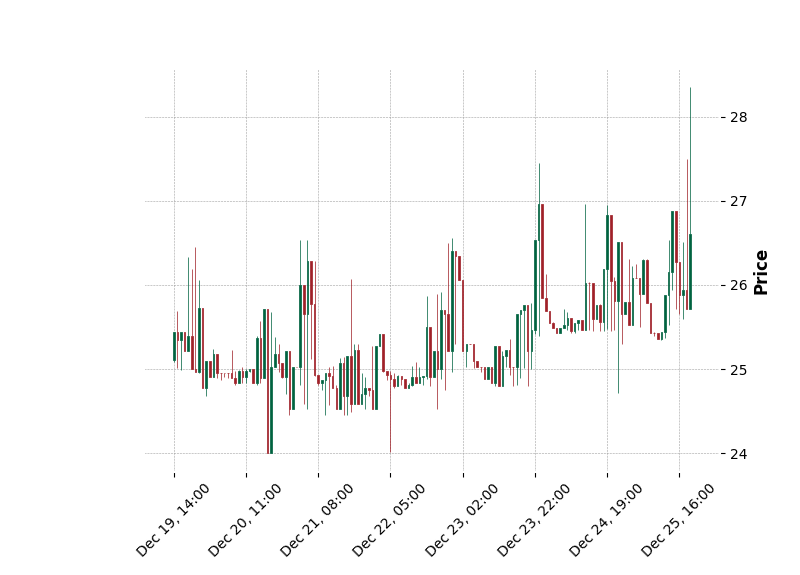 28
27
26
25
24
Price
Dec 19, 14:00
Dec 20, 11:00
Dec 21, 08:00
Dec 22, 05:00
Dec 23, 02:00
Dec 23, 22:00
Dec 24, 19:00
Dec 25, 16:00